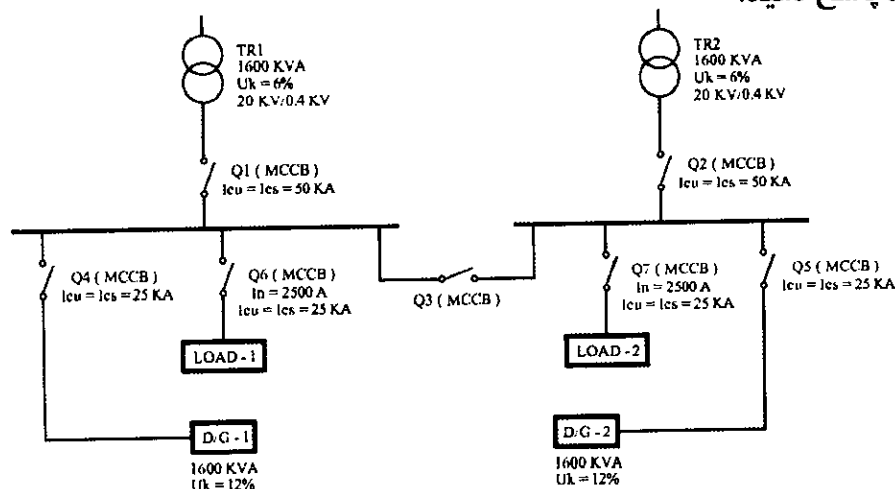 TR1
1600 KVA
Uk = 6%
20 KV/0.4 KV
TR2
1600 KVA
Uk = 6%
20 KV/0.4 KV
Q1 ( MCCB )
Icu = Ics = 50 KA
Q2 ( MCCB )
Icu = Ics = 50 KA
Q4 ( MCCB )
Icu = Ics = 25 KA
Q6 ( MCCB )
In = 2500 A
Icu = Ics = 25 KA
Q3 (MCCB)
Q7 ( MCCB )
In = 2500 A
Icu = Ics = 25 KA
Q5 ( MCCB )
Icu = Ics = 25 KA
LOAD - 1
LOAD - 2
D/G - 1
1600 KVA
Uk = 12%
D/G - 2
1600 KVA
Uk = 12%